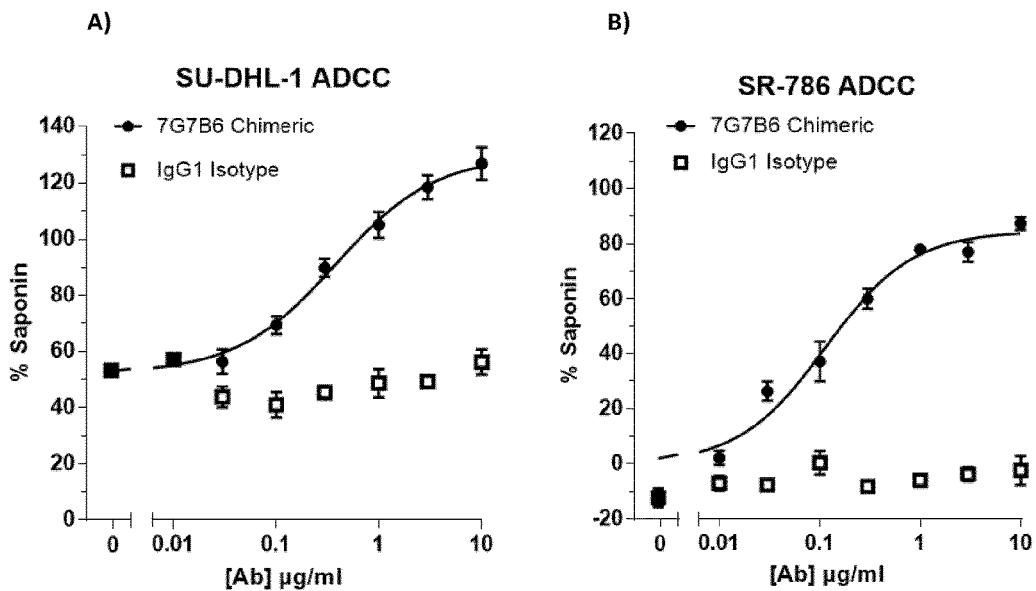 A)
SU-DHL-1 ADCC
7G7B6 Chimeric
IgG1 Isotype
140
120
100
80
60
40
20
0
% Saponin
0 0.01 0.1 1 10
[Ab] µg/ml
B)
SR-786 ADCC
7G7B6 Chimeric
IgG1 Isotype
120
100
80
60
40
20
0
-20
% Saponin
0 0.01 0.1 1 10
[Ab] µg/ml